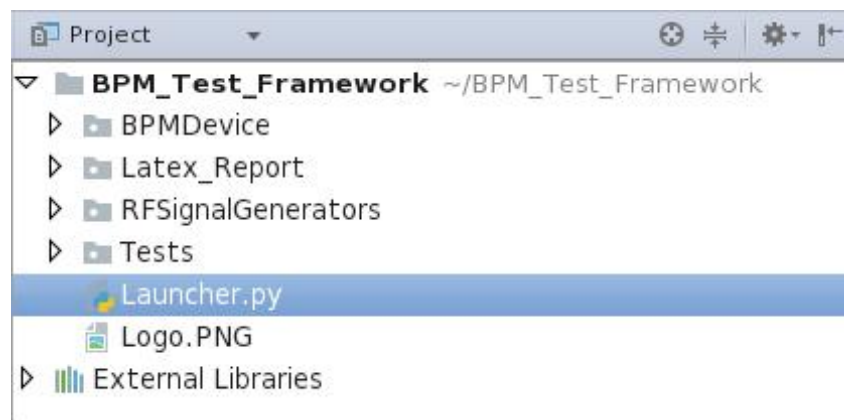 Project
BPM_Test_Framework ~/BPM_Test_Framework
BPMDevice
Latex_Report
RFSignalGenerators
Tests
Launcher.py
Logo.PNG
External Libraries